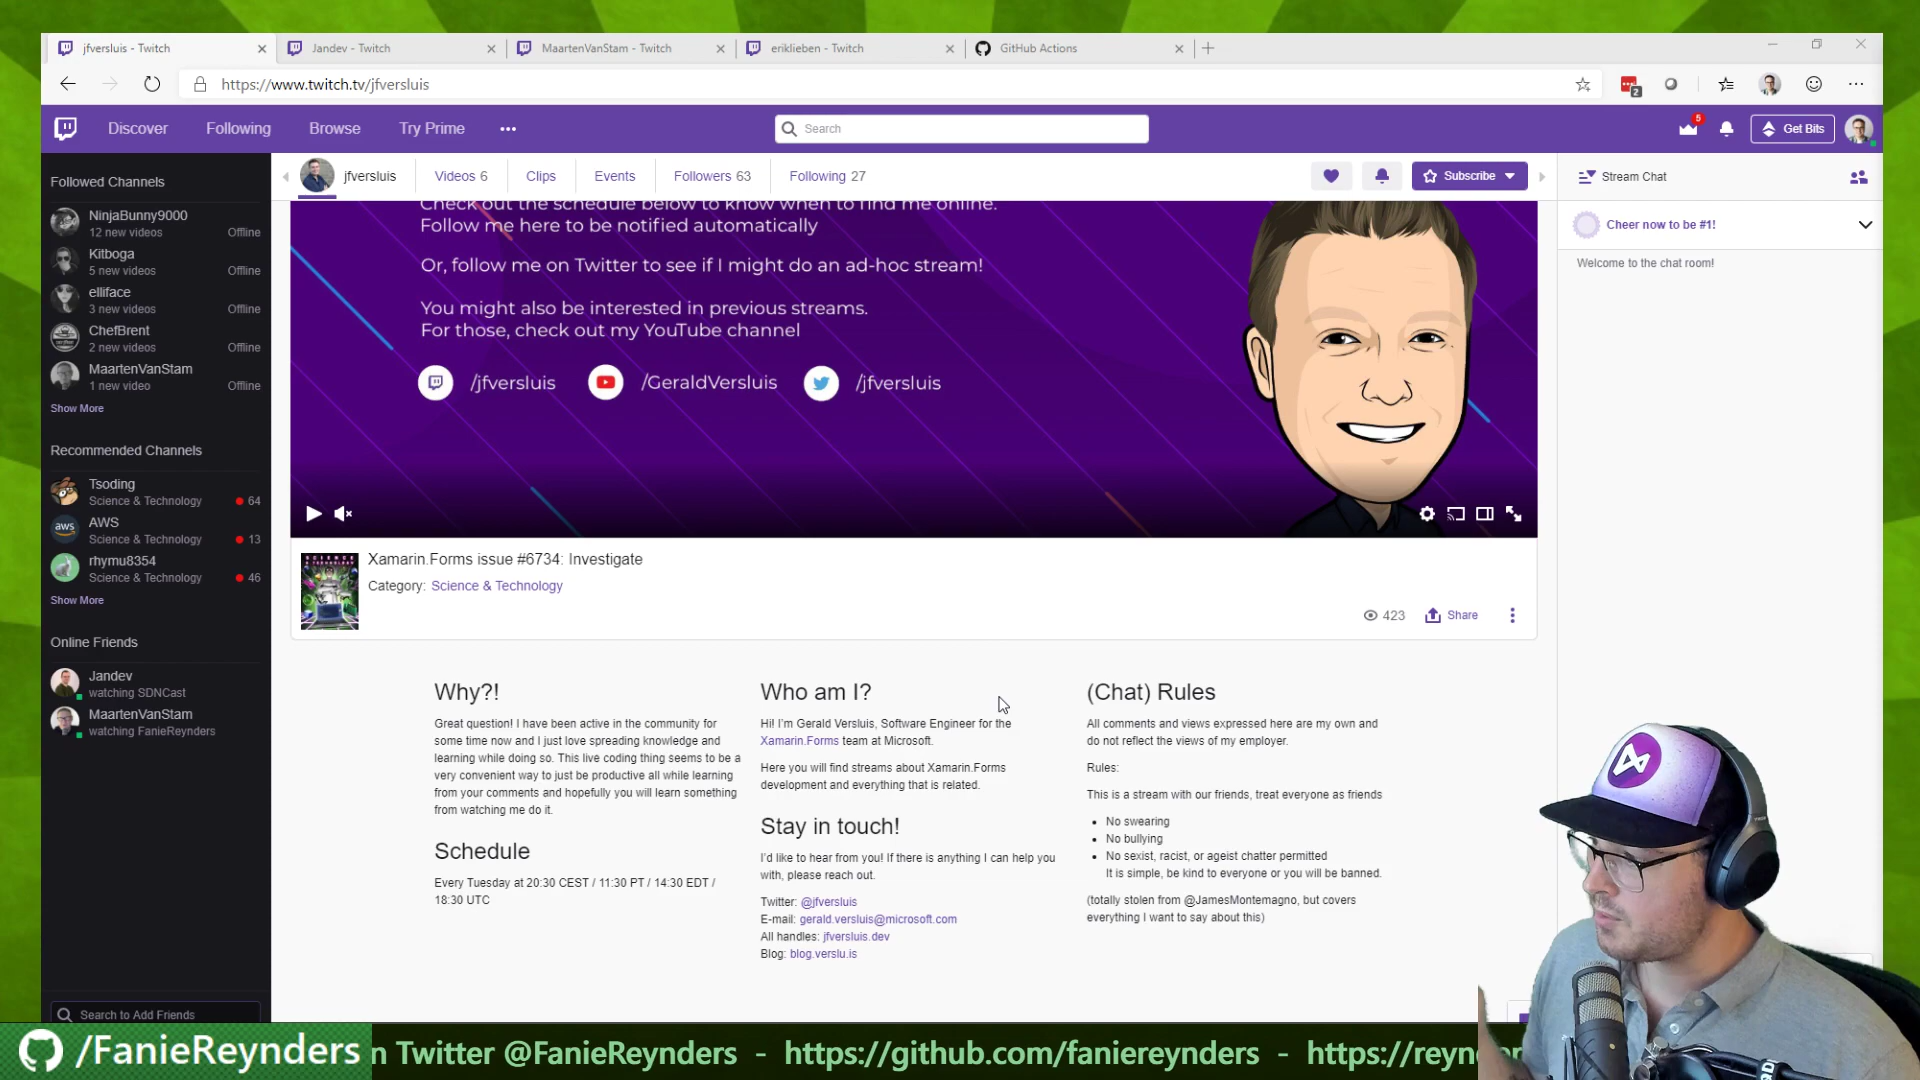 jfversluis - Twitch
Jandev - Twitch
MaartenVanStam - Twitch
eriklieben - Twitch
GitHub Actions
https://www.twitch.tv/jfversluis
2
Discover
Following
Browse
Try Prime
Search
5
Get Bits
Followed Channels
NinjaBunny9000
12 new videos
Offline
Kitboga
5 new videos
Offline
elliface
3 new videos
Offline
ChefBrent
2 new videos
Offline
MaartenVanStam
1 new video
Offline
Show More
Recommended Channels
Tsoding
Science & Technology
64
aws
AWS
Science & Technology
13
rhymu8354
Science & Technology
46
Show More
Online Friends
Jandev
watching SDNCast
MaartenVanStam
watching FanieReynders
Search to Add Friends
jfversluis
Videos 6
Clips
Events
Followers 63
Following 27
Subscribe
Check out the schedule below to know when to find me online.
Follow me here to be notified automatically
Or, follow me on Twitter to see if I might do an ad-hoc stream!
You might also be interested in previous streams.
For those, check out my YouTube channel
/jfversluis
/GeraldVersluis
/jfversluis
SCIENCE
& TECHNOLOGY
Xamarin.Forms issue #6734: Investigate
Category: Science & Technology
423
Share
Why?!
Great question! I have been active in the community for
some time now and I just love spreading knowledge and
learning while doing so. This live coding thing seems to be a
very convenient way to just be productive all while learning
from your comments and hopefully you will learn something
from watching me do it.
Schedule
Every Tuesday at 20:30 CEST / 11:30 PT / 14:30 EDT /
18:30 UTC
Who am I?
Hi! I'm Gerald Versluis, Software Engineer for the
Xamarin.Forms team at Microsoft.
Here you will find streams about Xamarin.Forms
development and everything that is related.
Stay in touch!
I'd like to hear from you! If there is anything I can help you
with, please reach out.
Twitter: @jfversluis
E-mail: gerald.versluis@microsoft.com
All handles: jfversluis.dev
Blog: blog.verslu.is
(Chat) Rules
All comments and views expressed here are my own and
do not reflect the views of my employer.
Rules:
This is a stream with our friends, treat everyone as friends
No swearing
No bullying
No sexist, racist, or ageist chatter permitted
It is simple, be kind to everyone or you will be banned.
(totally stolen from @JamesMontemagno, but covers
everything I want to say about this)
Stream Chat
Cheer now to be #1!
Welcome to the chat room!
/FanieReynders
n Twitter @FanieReynders - https://github.com/faniereynders - https://reyn